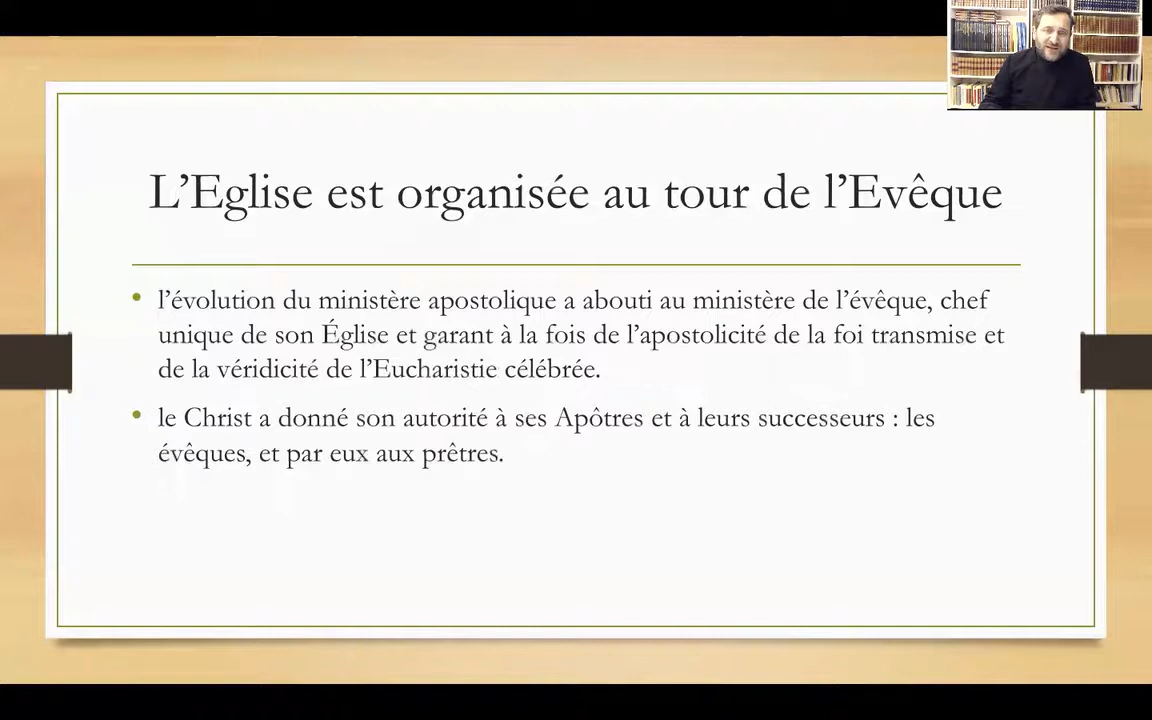 L’Eglise est organisée au tour de l’Evêque
• l’évolution du ministère apostolique a abouti au ministère de l’évêque, chef
unique de son Église et garant à la fois de l’apostolicité de la foi transmise et
de la véridicité de l’Eucharistie célébrée.
• le Christ a donné son autorité à ses Apôtres et à leurs successeurs : les
évêques, et par eux aux prêtres.